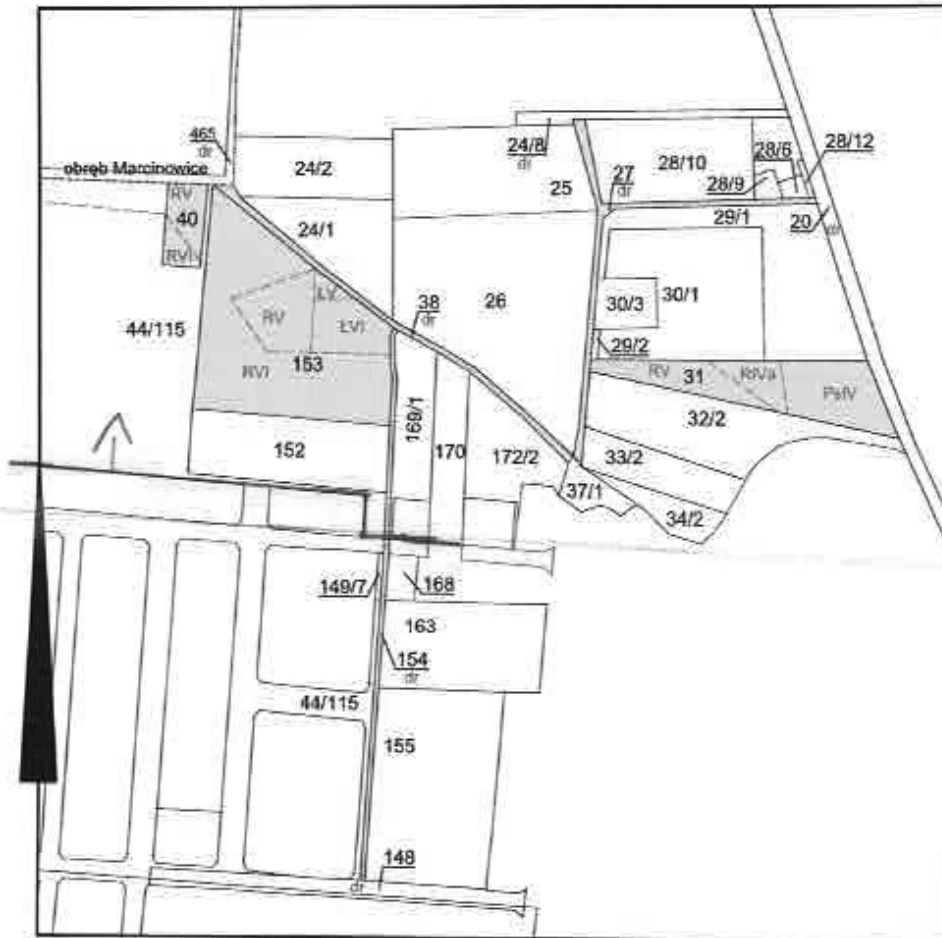 465
dr
obręb Marcinowice
24/2
24/8
dr
25
28/10
28/6
28/12
27
dr
28/9
20
dr
RV
40
RVI
24/1
29/1
26
38
dr
30/3
30/1
29/2
ŁV
RV
ŁVI
44/115
153
RVI
RV
31
RIVa
PsIV
32/2
169/1
170
172/2
33/2
152
37/1
34/2
149/7
168
163
154
dr
44/115
155
148
dr